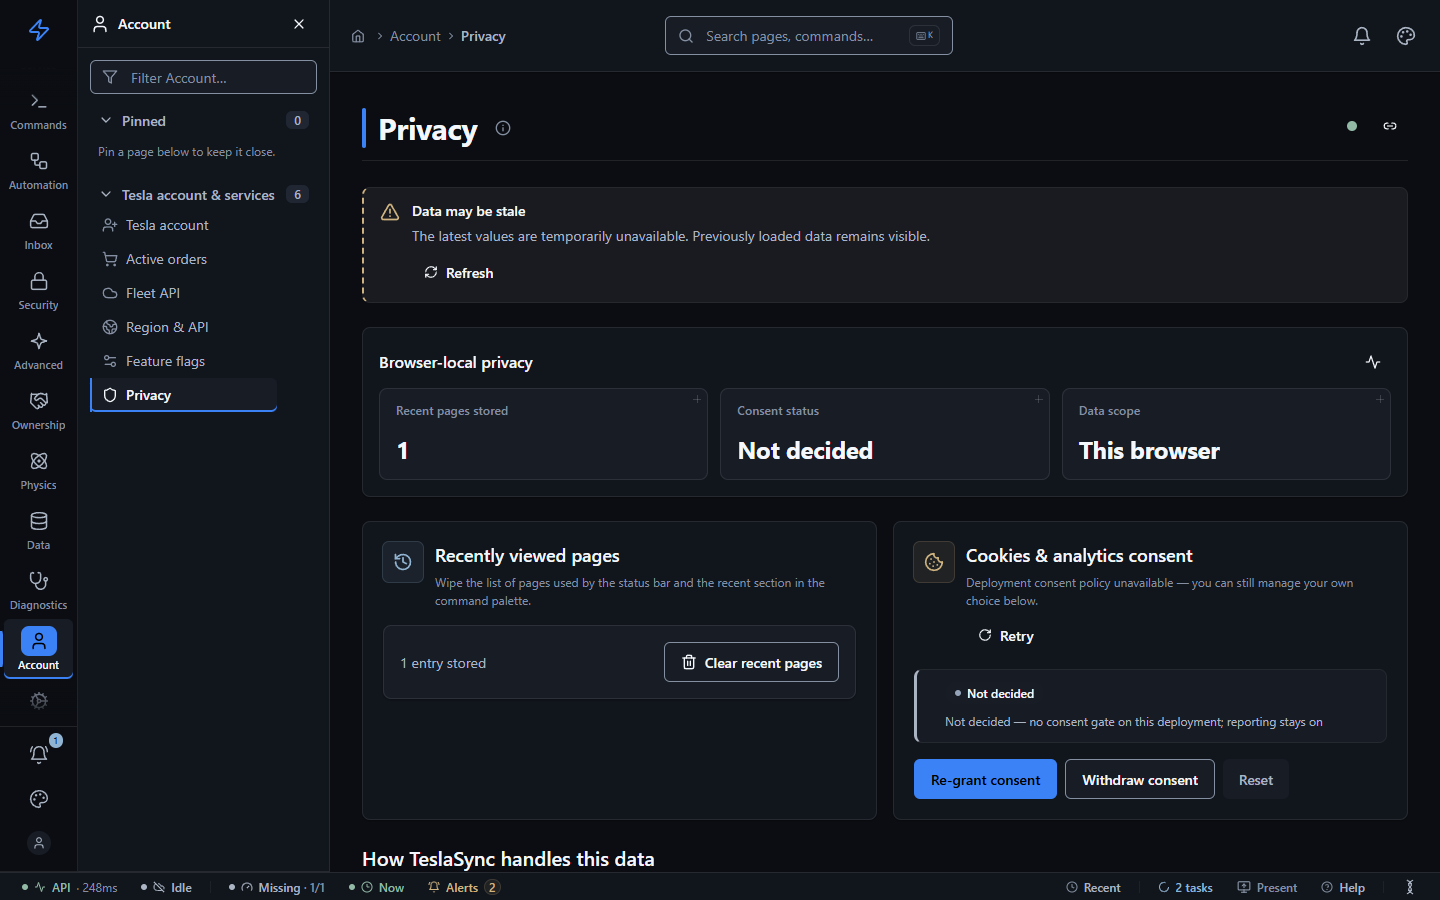 Account
Filter Account...
Pinned
0
Pin a page below to keep it close.
Tesla account & services
6
Tesla account
Active orders
Fleet API
Region & API
Feature flags
Privacy
Commands
Automation
Inbox
Security
Advanced
Ownership
Physics
Data
Diagnostics
Account
1
Account
Privacy
Search pages, commands...
K
Privacy
Data may be stale
The latest values are temporarily unavailable. Previously loaded data remains visible.
Refresh
Browser-local privacy
Recent pages stored
1
Consent status
Not decided
Data scope
This browser
Recently viewed pages
Wipe the list of pages used by the status bar and the recent section in the
command palette.
1 entry stored
Clear recent pages
Cookies & analytics consent
Deployment consent policy unavailable — you can still manage your own
choice below.
Retry
Not decided
Not decided — no consent gate on this deployment; reporting stays on
Re-grant consent
Withdraw consent
Reset
How TeslaSync handles this data
API · 248ms
Idle
Missing · 1/1
Now
Alerts 2
Recent
2 tasks
Present
Help